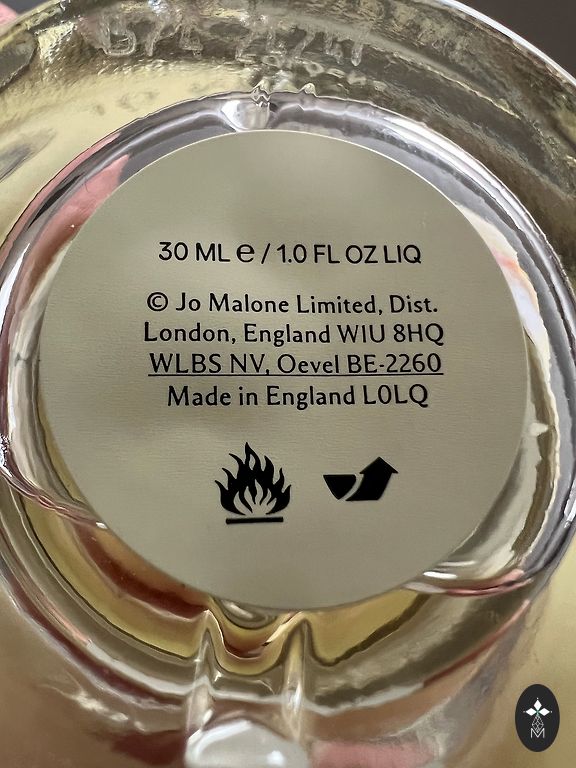 30 ML e / 1.0 FL OZ LIQ
© Jo Malone Limited, Dist.
London, England W1U 8HQ
WLBS NV, Oevel BE-2260
Made in England L0LQ